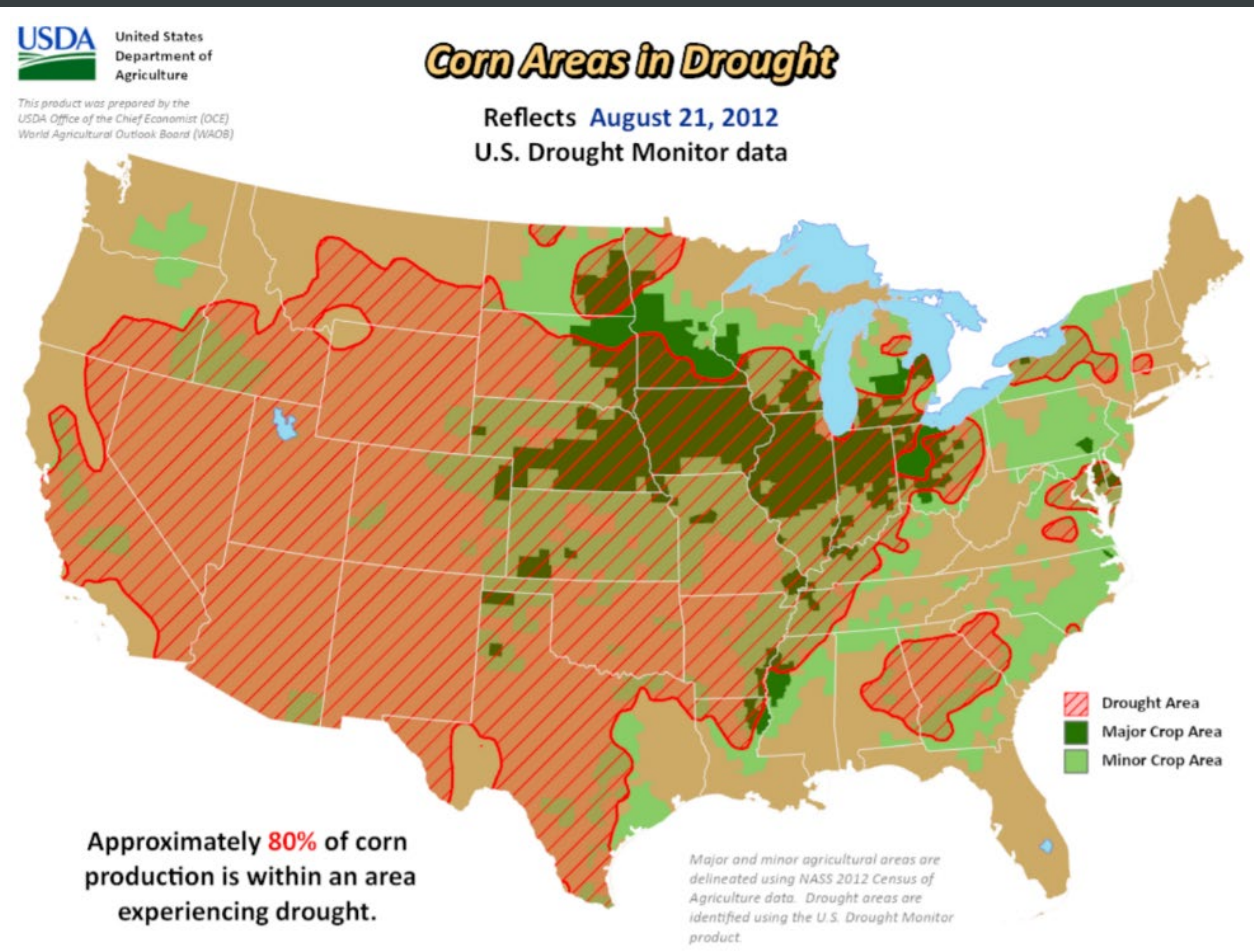 USDA
United States
Department of
Agriculture
This product was prepared by the
USDA Office of the Chief Economist (OCE)
World Agricultural Outlook Board (WAOB)
Corn Areas in Drought
Reflects August 21, 2012
U.S. Drought Monitor data
Drought Area
Major Crop Area
Minor Crop Area
Approximately 80% of corn
production is within an area
experiencing drought.
Major and minor agricultural areas are
delineated using NASS 2012 Census of
Agriculture data. Drought areas are
identified using the U.S. Drought Monitor
product.